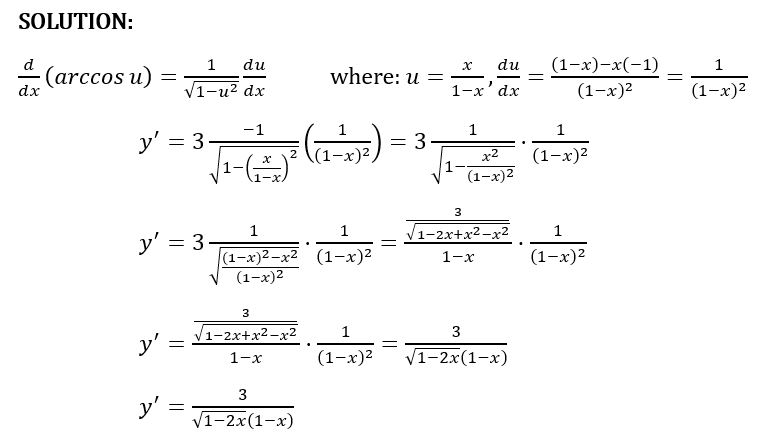 SOLUTION:
d/dx (arccos u) = 1/√(1−u²) du/dx where: u = x/(1−x), du/dx = ((1−x)−x(−1))/(1−x)² = 1/(1−x)²
y′ = 3 (−1)/√(1−(x/(1−x))²) (1/(1−x)²) = 3 1/√(1−x²/(1−x)²) · 1/(1−x)²
y′ = 3 1/√(((1−x)²−x²)/(1−x)²) · 1/(1−x)² = (3/√(1−2x+x²−x²))/(1−x) · 1/(1−x)²
y′ = (3/√(1−2x+x²−x²))/(1−x) · 1/(1−x)² = 3/(√(1−2x)(1−x))
y′ = 3/(√(1−2x)(1−x))